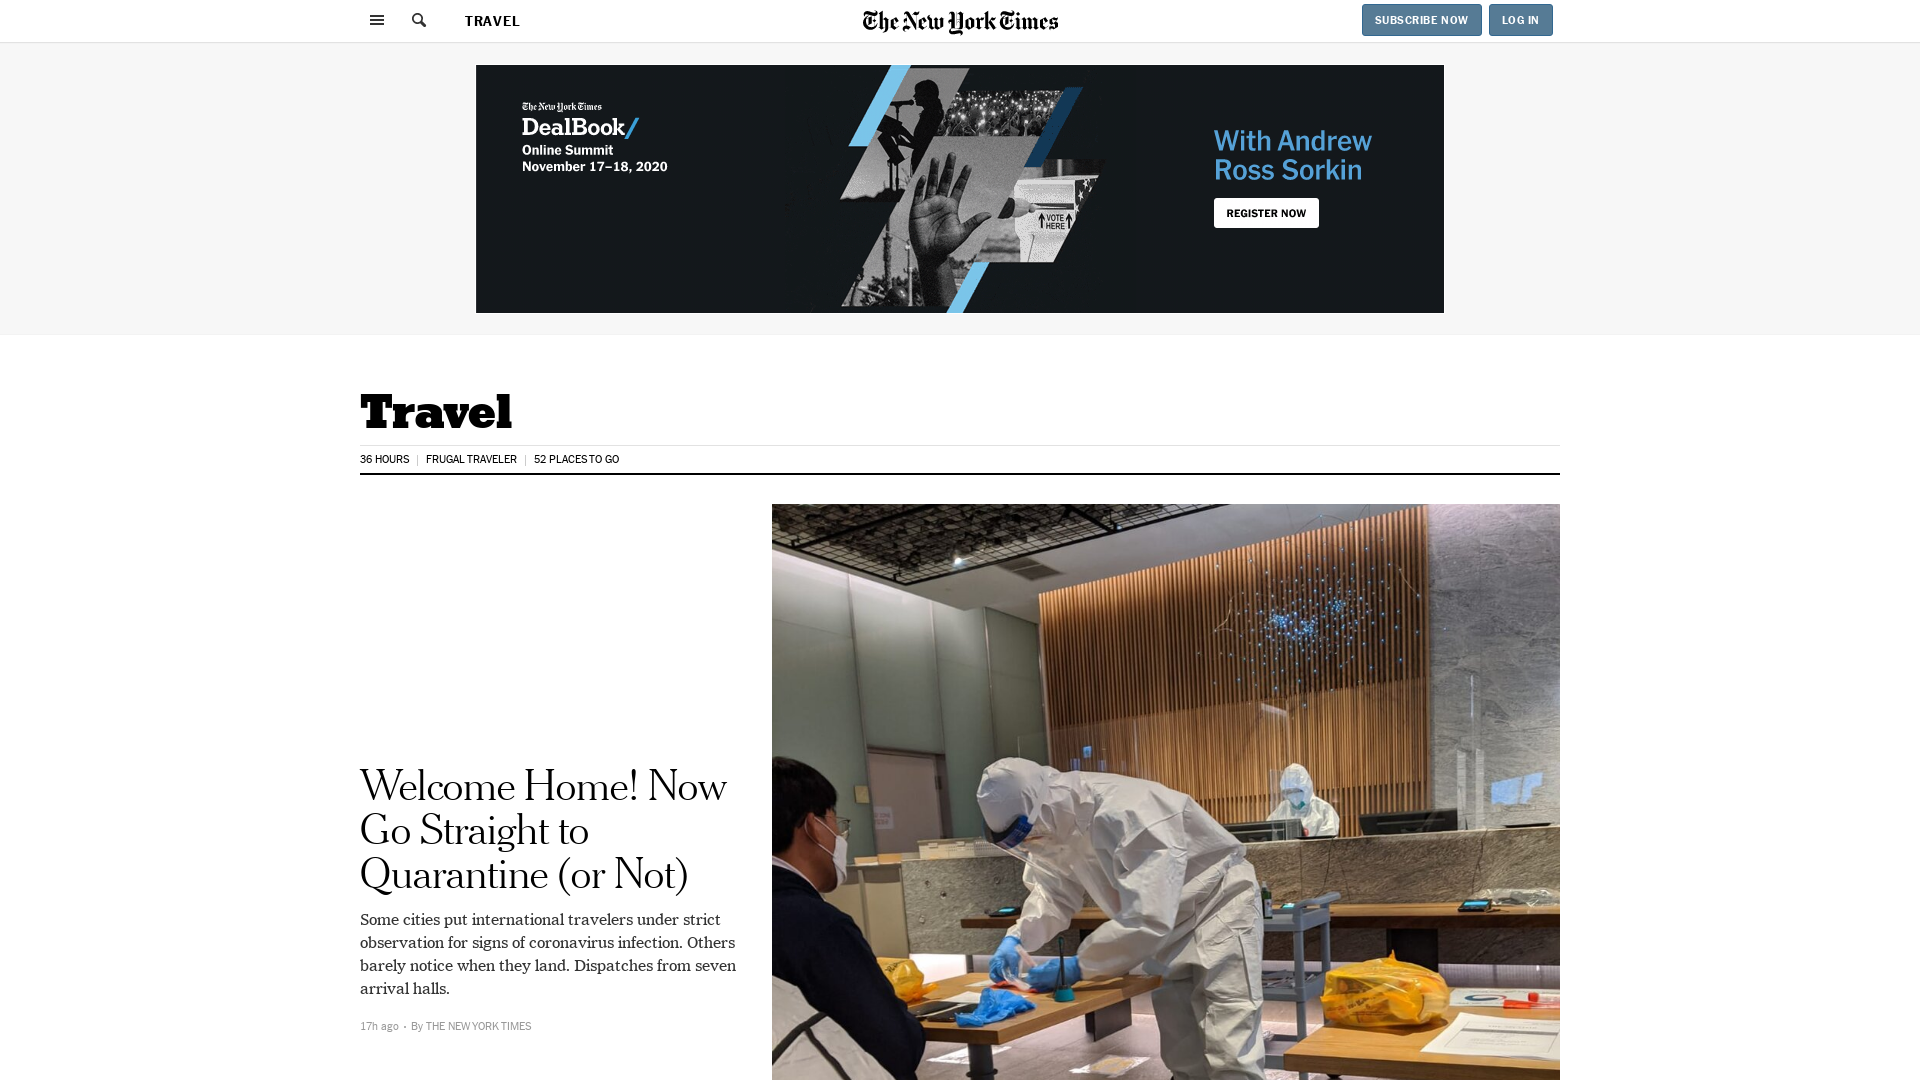 TRAVEL
The New York Times
SUBSCRIBE NOW
LOG IN
The New York Times
DealBook/
Online Summit
November 17–18, 2020
VOTE
HERE
With Andrew
Ross Sorkin
REGISTER NOW
Travel
36 HOURS
FRUGAL TRAVELER
52 PLACES TO GO
Welcome Home! Now
Go Straight to
Quarantine (or Not)
Some cities put international travelers under strict
observation for signs of coronavirus infection. Others
barely notice when they land. Dispatches from seven
arrival halls.
17h ago · By THE NEW YORK TIMES